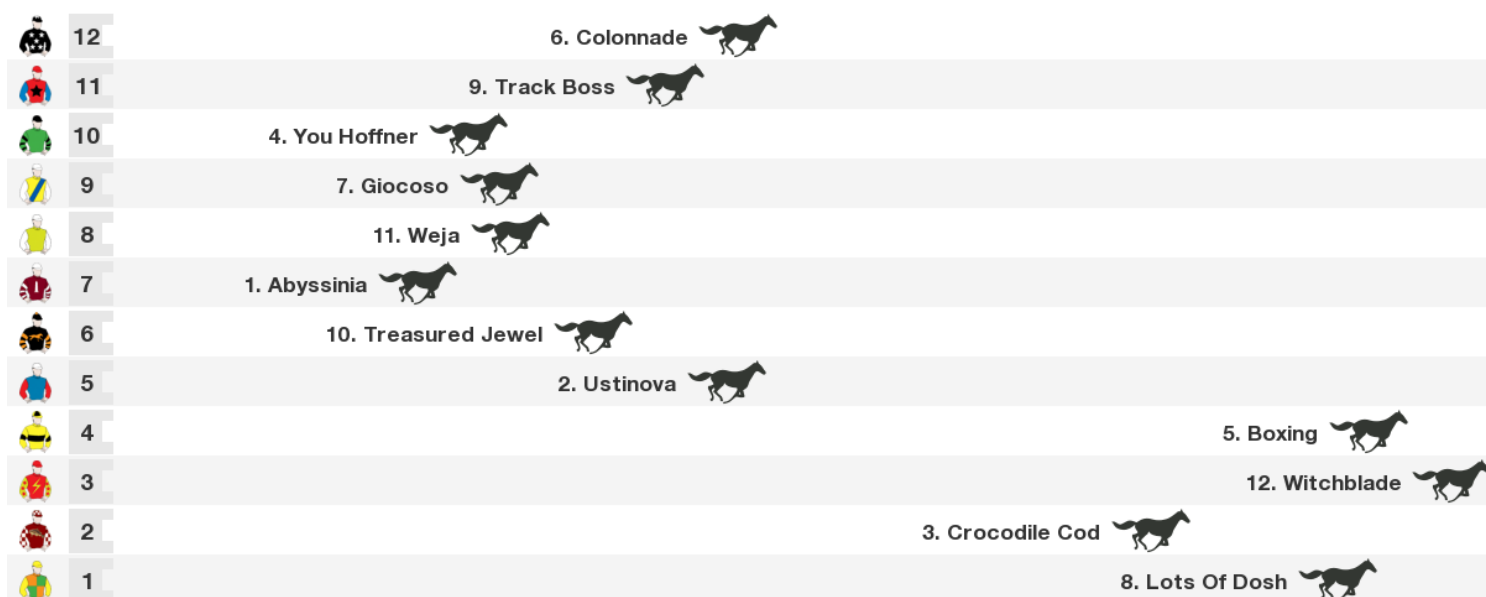 12 6. Colonnade
11 9. Track Boss
10 4. You Hoffner
9 7. Giocoso
8 11. Weja
7 1. Abyssinia
6 10. Treasured Jewel
5 2. Ustinova
4 5. Boxing
3 12. Witchblade
2 3. Crocodile Cod
1 8. Lots Of Dosh